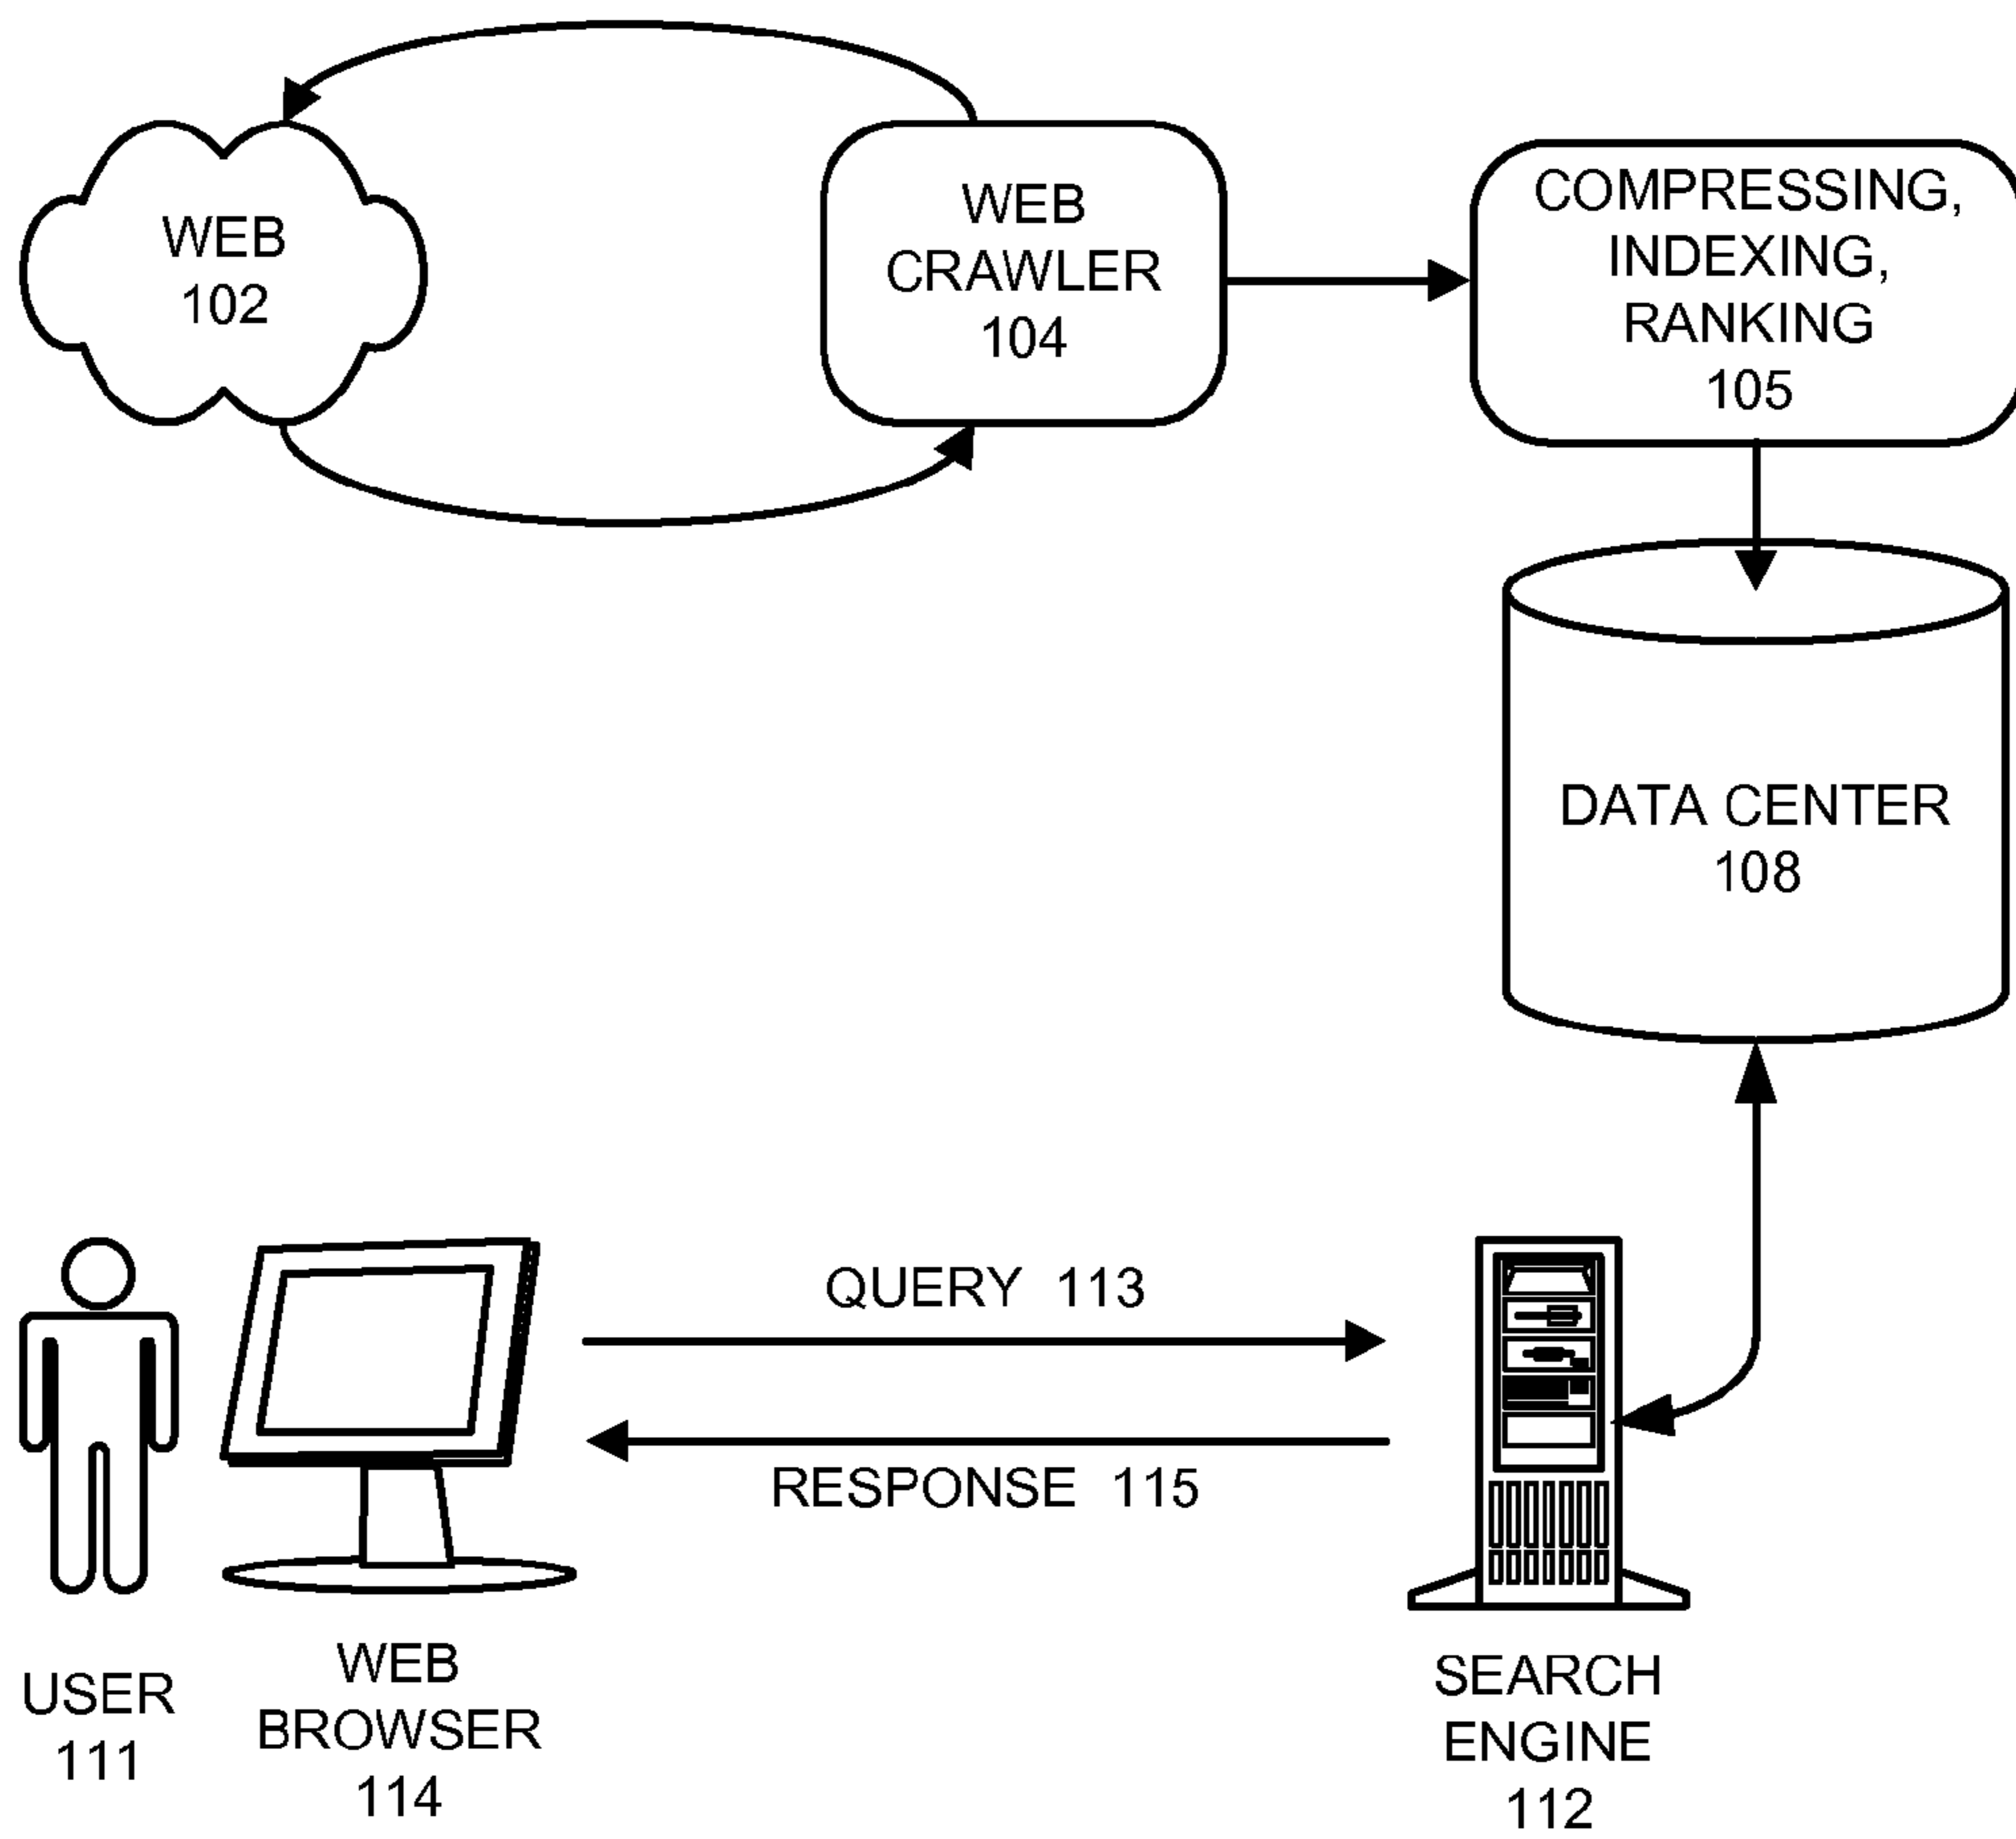 WEB
102
WEB
CRAWLER
104
COMPRESSING,
INDEXING,
RANKING
105
DATA CENTER
108
QUERY 113
RESPONSE 115
USER
111
WEB
BROWSER
114
SEARCH
ENGINE
112